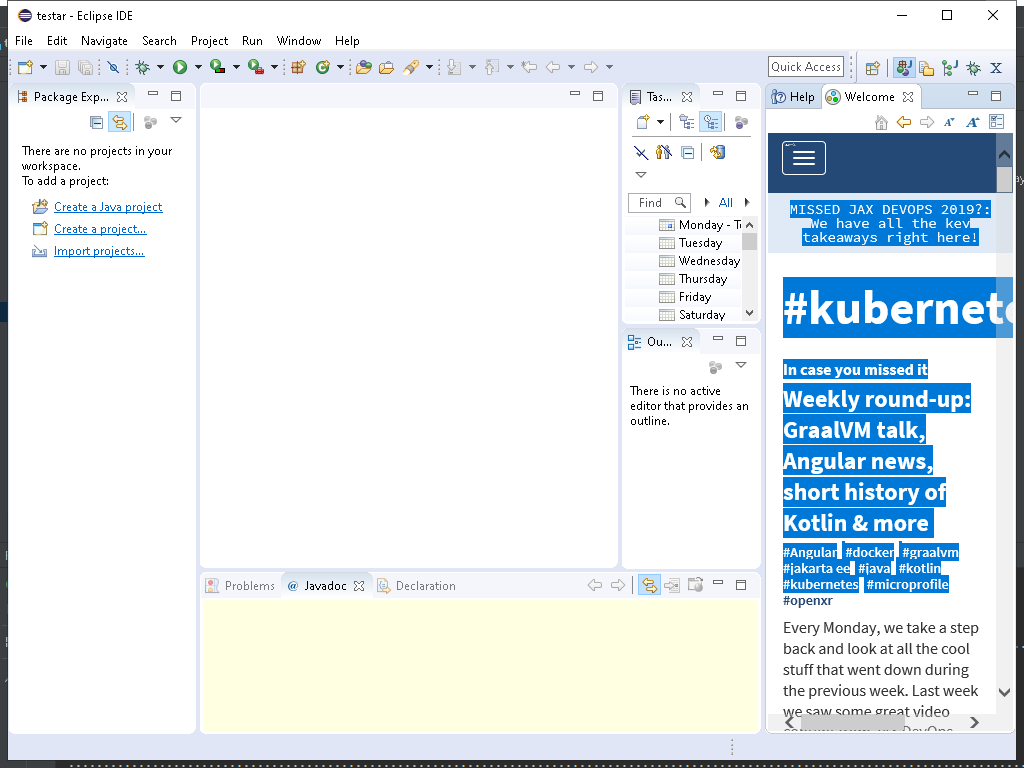 testar - Eclipse IDE
File Edit Navigate Search Project Run Window Help
Quick Access
Package Exp...
There are no projects in your
workspace.
To add a project:
Create a Java project
Create a project...
Import projects...
Tas...
Find
All
Monday - T
Tuesday
Wednesday
Thursday
Friday
Saturday
Ou...
There is no active
editor that provides an
outline.
Problems
@ Javadoc
Declaration
Help
Welcome
MISSED JAX DEVOPS 2019?:
We have all the key
takeaways right here!
#kubernete
In case you missed it
Weekly round-up:
GraalVM talk,
Angular news,
short history of
Kotlin & more
#Angular #docker #graalvm
#jakarta ee #java #kotlin
#kubernetes #microprofile
#openxr
Every Monday, we take a step
back and look at all the cool
stuff that went down during
the previous week. Last week
we saw some great video
DevOps